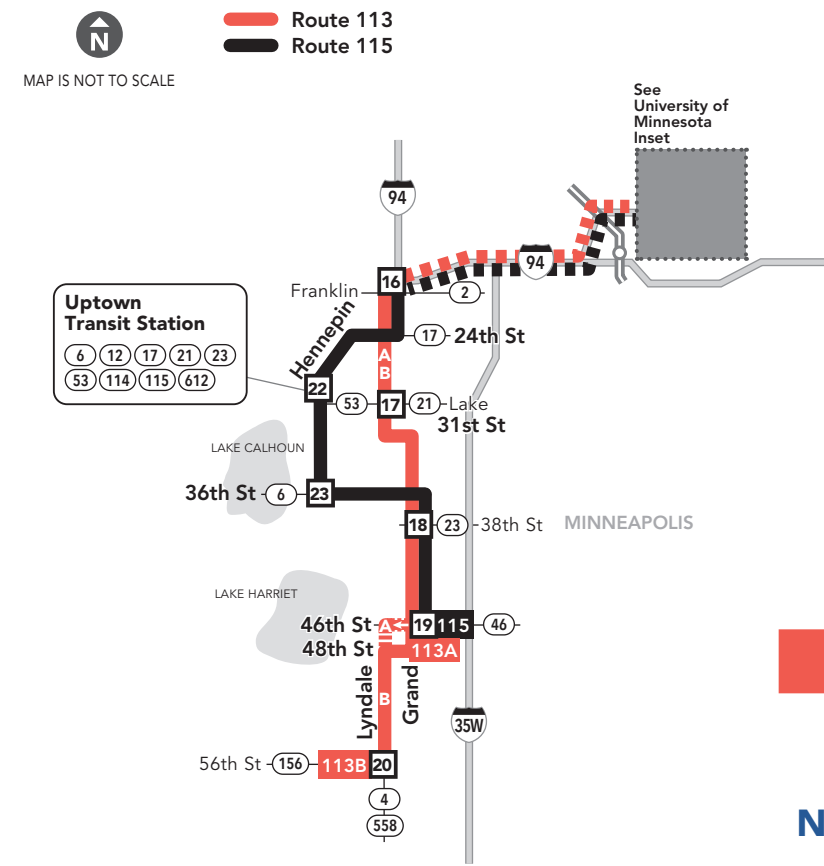 N
MAP IS NOT TO SCALE
Route 113
Route 115
See
University of
Minnesota
Inset
94
94
16
Franklin
2
Hennepin
17
24th St
Uptown
Transit Station
6 12 17 21 23
53 114 115 612
A
B
22
53
17
21
Lake
31st St
LAKE CALHOUN
36th St
6
23
18
23
38th St
MINNEAPOLIS
LAKE HARRIET
46th St
A
19
115
46
48th St
113A
Lyndale
Grand
B
35W
56th St
156
113B
20
4
558
N